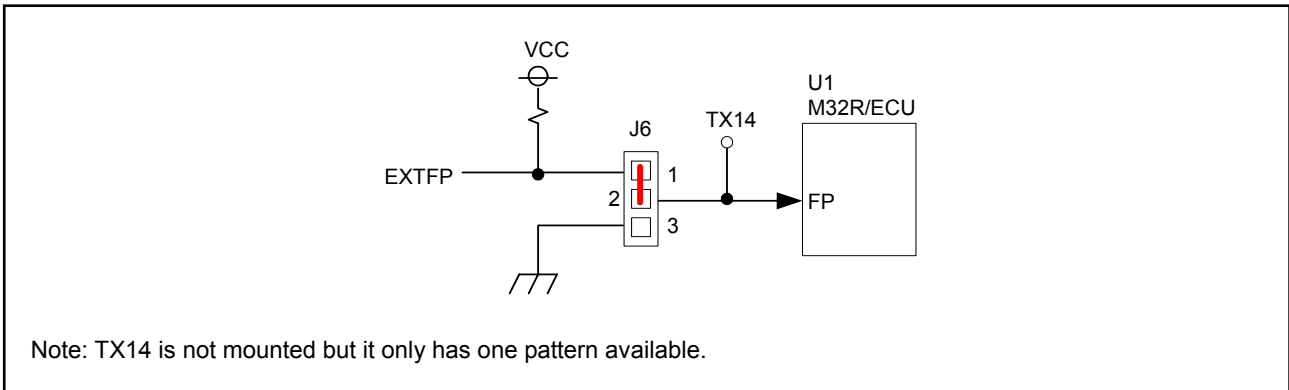 VCC
U1
M32R/ECU
J6
TX14
EXTFP
1
2
FP
3
Note: TX14 is not mounted but it only has one pattern available.